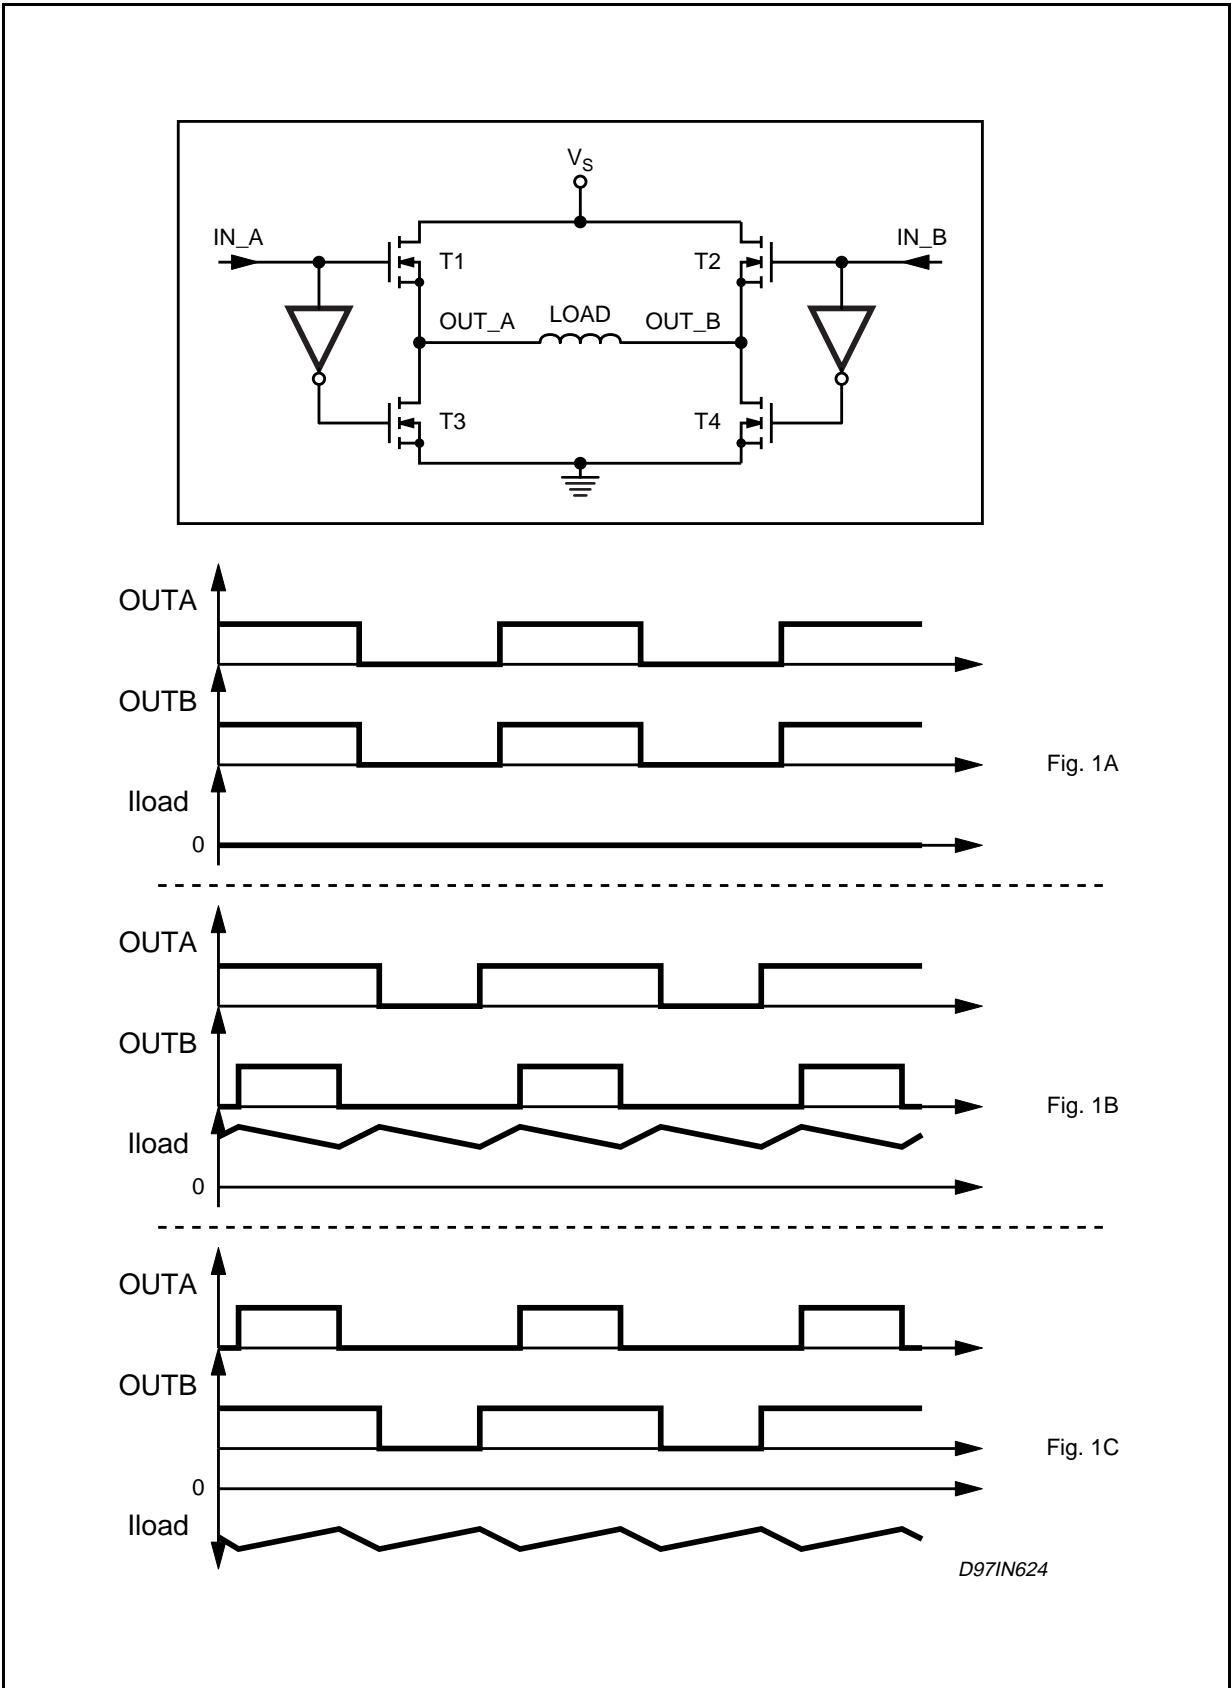 VS
IN_A
IN_B
T1
T2
OUT_A
LOAD
OUT_B
T3
T4
OUTA
OUTB
Fig. 1A
Iload
0
OUTA
OUTB
Fig. 1B
Iload
0
OUTA
OUTB
Fig. 1C
0
Iload
D97IN624